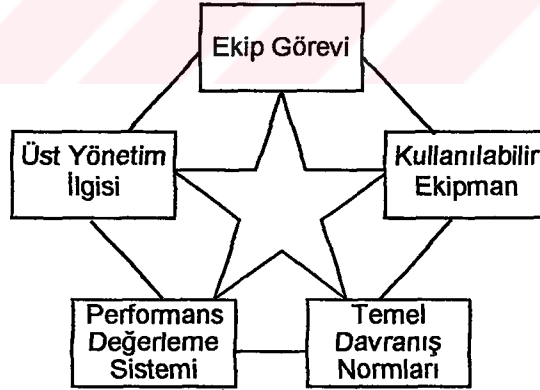 Ekip Görevi
Üst Yönetim
İlgisi
Kullanılabilir
Ekipman
Performans
Değerleme
Sistemi
Temel
Davranış
Normları